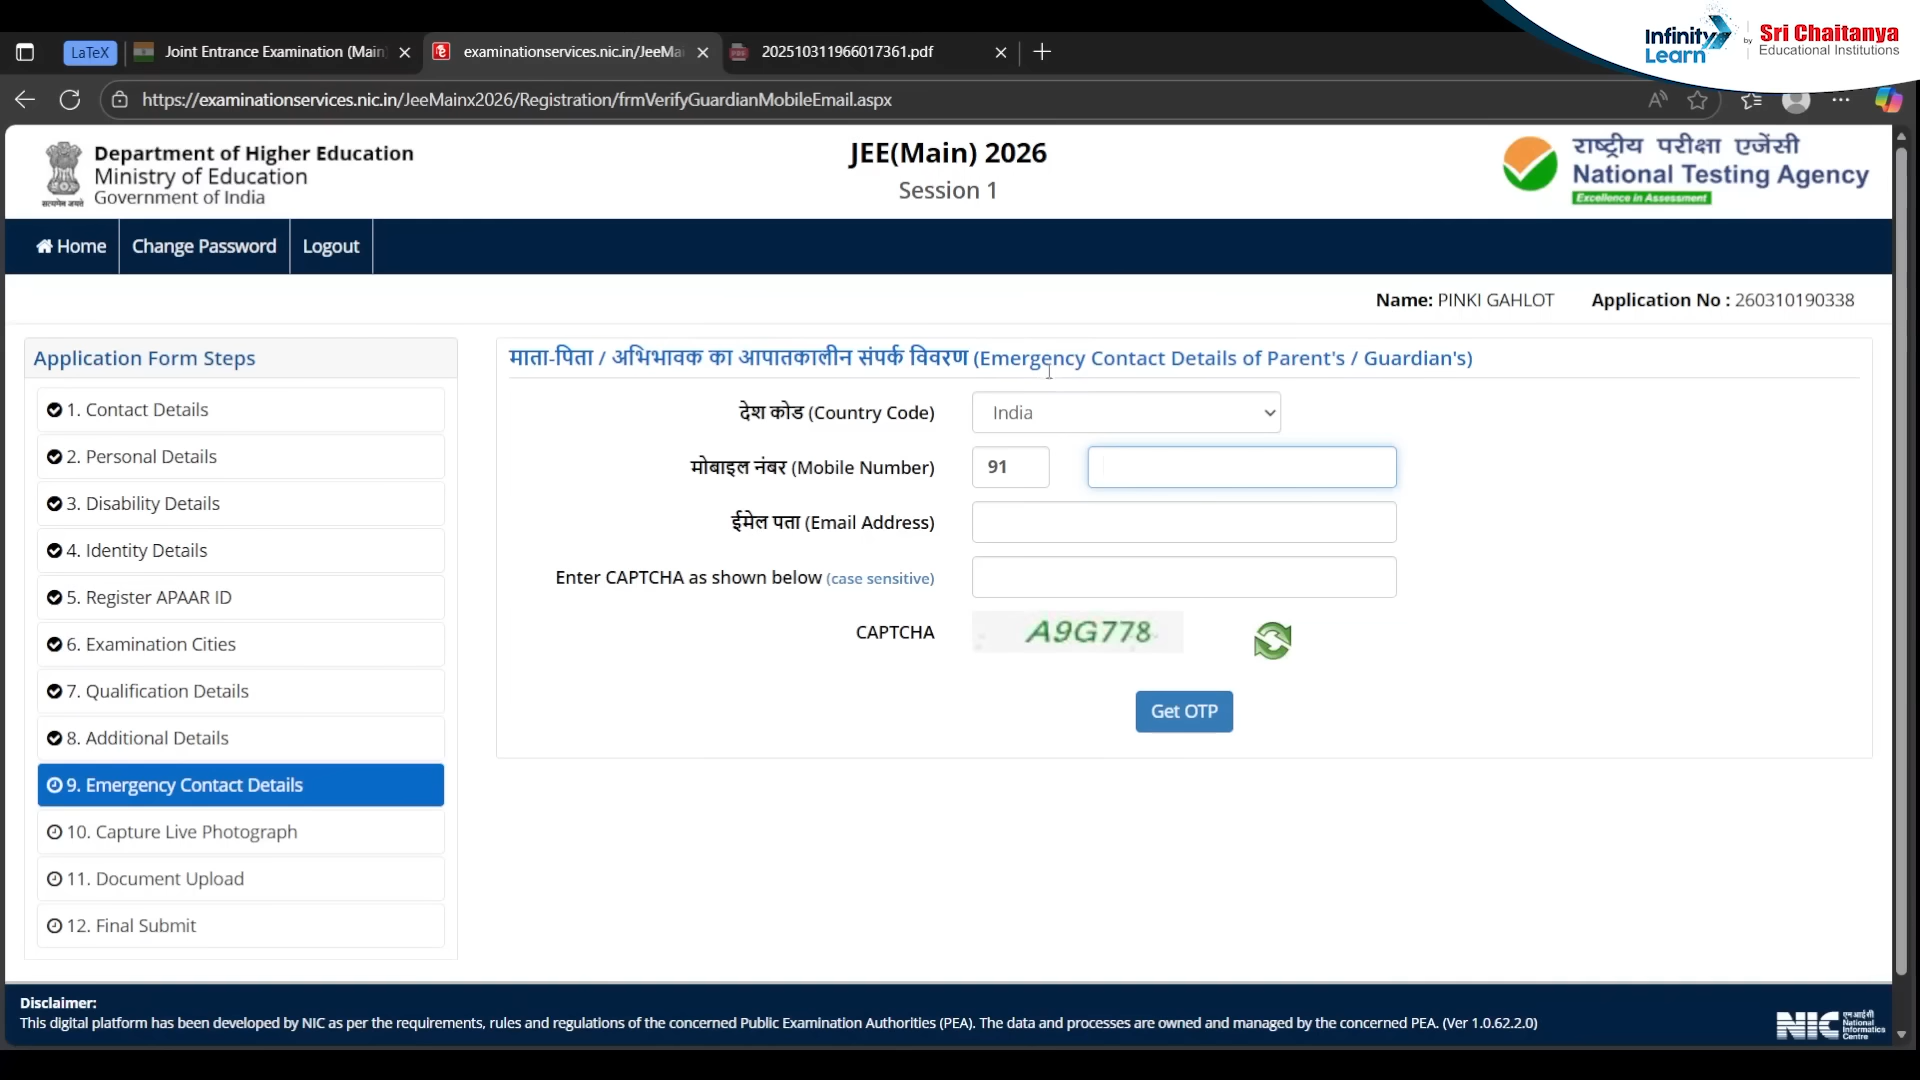 LaTeX
Joint Entrance Examination (Main
examinationservices.nic.in/JeeMa
202510311966017361.pdf
Infinity Learn by Sri Chaitanya Educational Institutions
https://examinationservices.nic.in/JeeMainx2026/Registration/frmVerifyGuardianMobileEmail.aspx
सत्यमेव जयते
Department of Higher Education
Ministry of Education
Government of India
JEE(Main) 2026
Session 1
राष्ट्रीय परीक्षा एजेंसी
National Testing Agency
Excellence in Assessment
Home
Change Password
Logout
Name: PINKI GAHLOT
Application No : 260310190338
Application Form Steps
1. Contact Details
2. Personal Details
3. Disability Details
4. Identity Details
5. Register APAAR ID
6. Examination Cities
7. Qualification Details
8. Additional Details
9. Emergency Contact Details
10. Capture Live Photograph
11. Document Upload
12. Final Submit
माता-पिता / अभिभावक का आपातकालीन संपर्क विवरण (Emergency Contact Details of Parent's / Guardian's)
देश कोड (Country Code)
India
मोबाइल नंबर (Mobile Number)
91
ईमेल पता (Email Address)
Enter CAPTCHA as shown below (case sensitive)
CAPTCHA
A9G778
Get OTP
Disclaimer:
This digital platform has been developed by NIC as per the requirements, rules and regulations of the concerned Public Examination Authorities (PEA). The data and processes are owned and managed by the concerned PEA. (Ver 1.0.62.2.0)
NIC एन आई सी National Informatics Centre